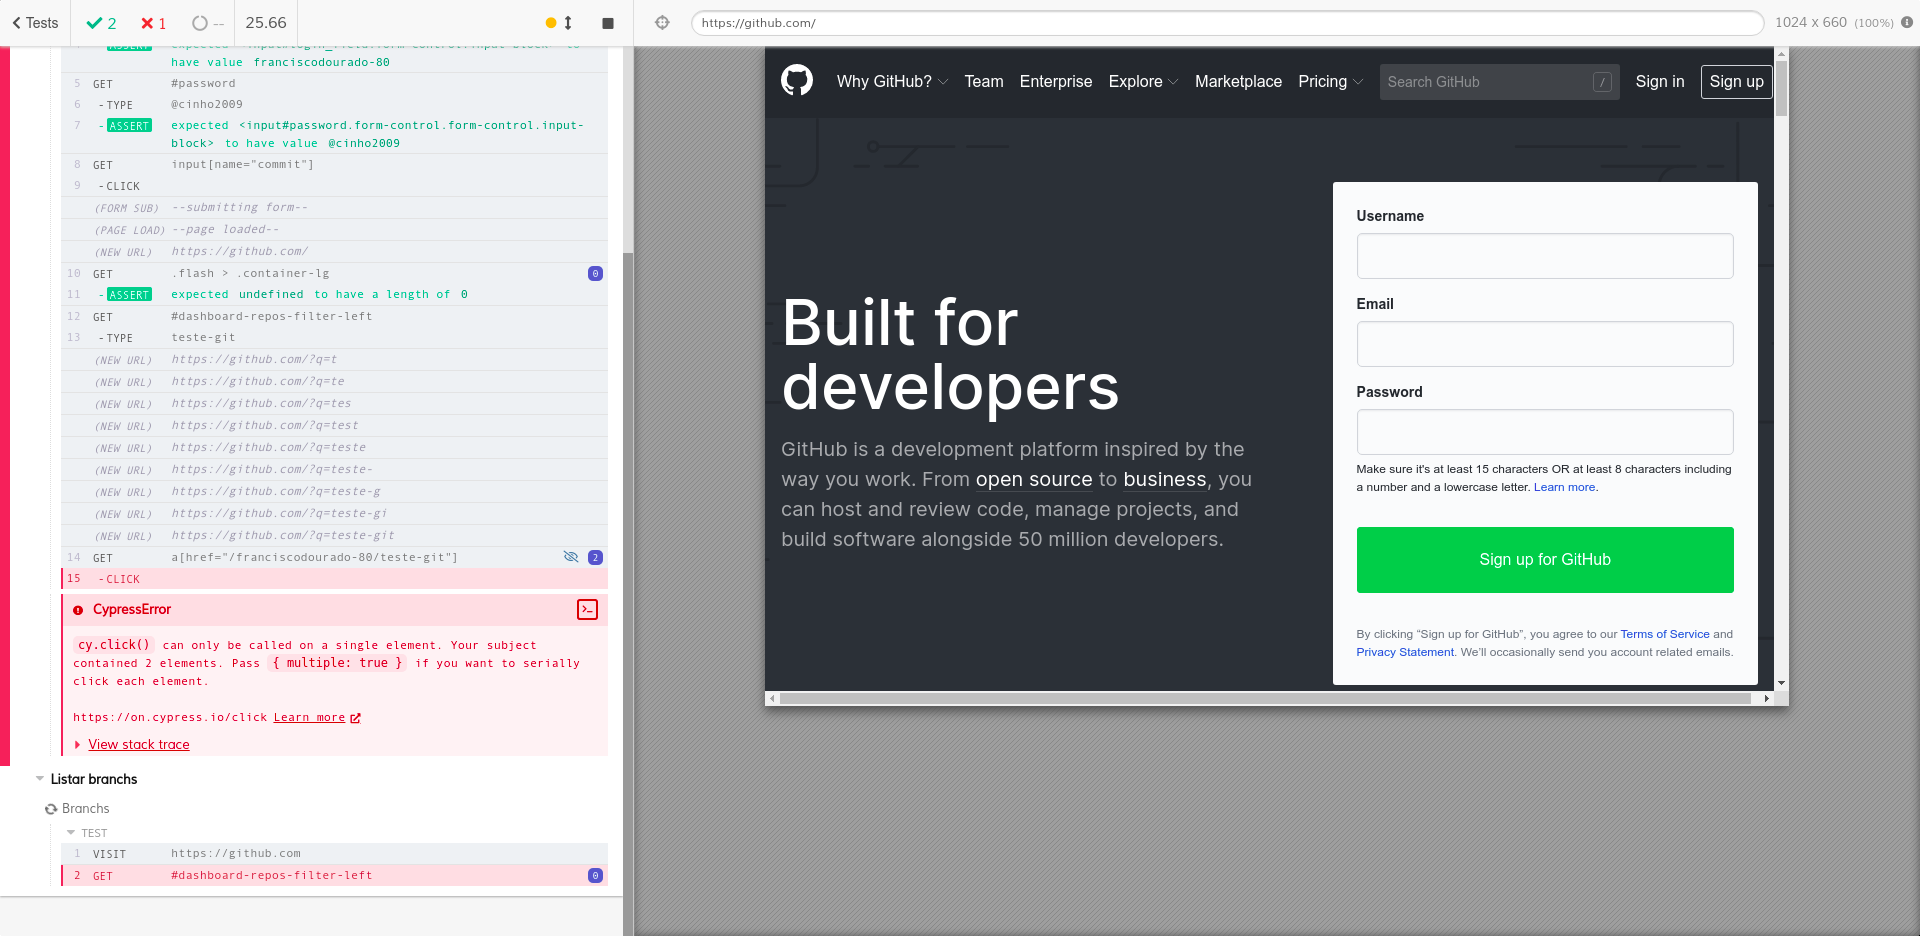 Tests
2
1
--
25.66
https://github.com/
1024 x 660 (100%)
have value franciscodourado-80
5 GET #password
6 -TYPE @cinho2009
7 -ASSERT expected <input#password.form-control.form-control.input-
block> to have value @cinho2009
8 GET input[name="commit"]
9 -CLICK
(FORM SUB) --submitting form--
(PAGE LOAD) --page loaded--
(NEW URL) https://github.com/
10 GET .flash > .container-lg 0
11 -ASSERT expected undefined to have a length of 0
12 GET #dashboard-repos-filter-left
13 -TYPE teste-git
(NEW URL) https://github.com/?q=t
(NEW URL) https://github.com/?q=te
(NEW URL) https://github.com/?q=tes
(NEW URL) https://github.com/?q=test
(NEW URL) https://github.com/?q=teste
(NEW URL) https://github.com/?q=teste-
(NEW URL) https://github.com/?q=teste-g
(NEW URL) https://github.com/?q=teste-gi
(NEW URL) https://github.com/?q=teste-git
14 GET a[href="/franciscodourado-80/teste-git"] 2
15 -CLICK
CypressError
cy.click() can only be called on a single element. Your subject
contained 2 elements. Pass { multiple: true } if you want to serially
click each element.
https://on.cypress.io/click Learn more
View stack trace
Listar branchs
Branchs
TEST
1 VISIT https://github.com
2 GET #dashboard-repos-filter-left 0
Why GitHub? Team Enterprise Explore Marketplace Pricing Search GitHub / Sign in Sign up
Built for
developers
GitHub is a development platform inspired by the
way you work. From open source to business, you
can host and review code, manage projects, and
build software alongside 50 million developers.
Username
Email
Password
Make sure it's at least 15 characters OR at least 8 characters including
a number and a lowercase letter. Learn more.
Sign up for GitHub
By clicking “Sign up for GitHub”, you agree to our Terms of Service and
Privacy Statement. We’ll occasionally send you account related emails.